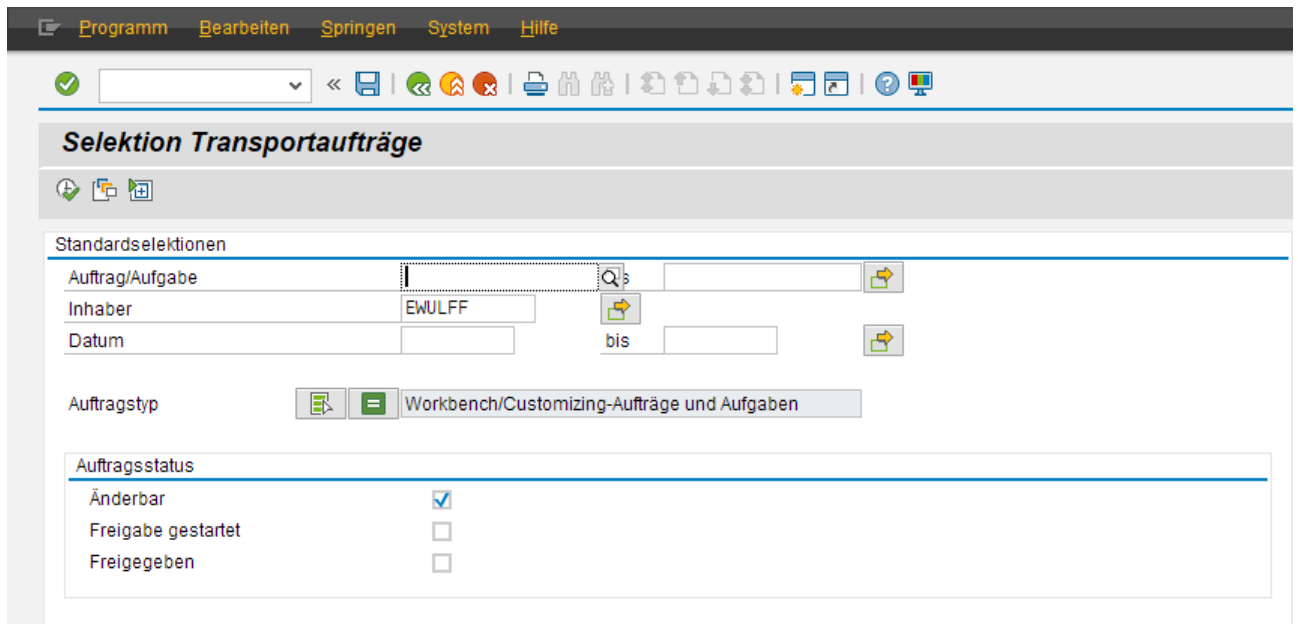 Programm Bearbeiten Springen System Hilfe
Selektion Transportaufträge
Standardselektionen
Auftrag/Aufgabe
Inhaber EWULFF
Datum bis
Auftragstyp Workbench/Customizing-Aufträge und Aufgaben
Auftragsstatus
Änderbar
Freigabe gestartet
Freigegeben